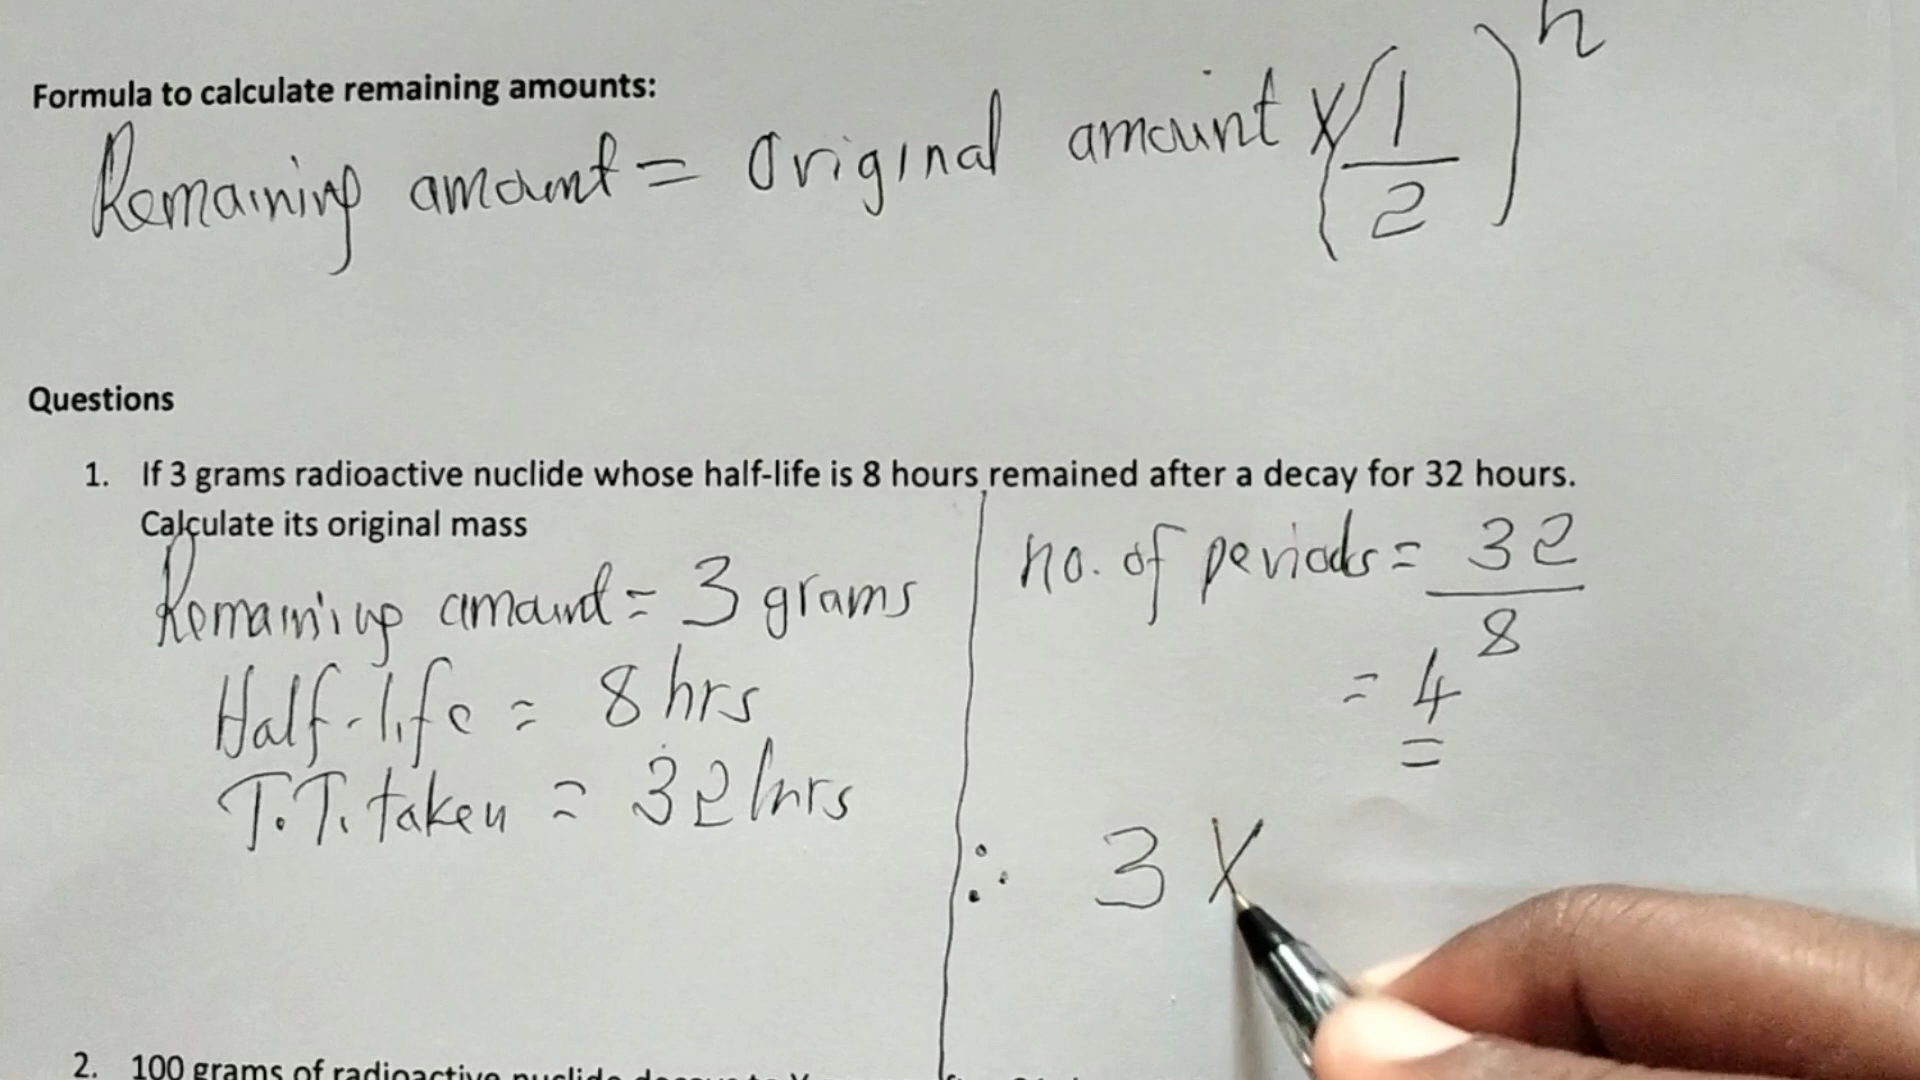 Formula to calculate remaining amounts:
Remaining amount = Original amount × (1/2)^n
Questions
1. If 3 grams radioactive nuclide whose half-life is 8 hours remained after a decay for 32 hours.
Calculate its original mass
Remaining amount = 3 grams
Half-life = 8 hrs
T.T. taken = 32 hrs
no. of periods = 32/8
= 4
∴ 3 ×
2. 100 grams of radioactive nuclide